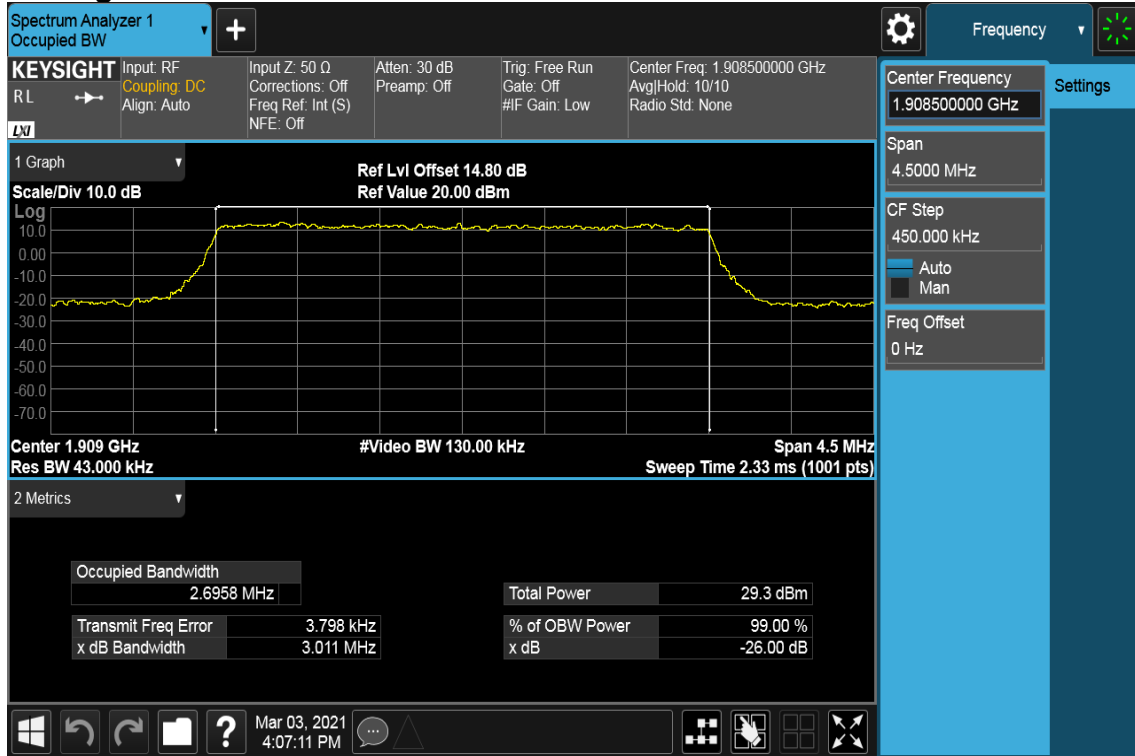 Spectrum Analyzer 1
Occupied BW
+
Frequency
KEYSIGHT
RL
LXI
Input: RF
Coupling: DC
Align: Auto
Input Z: 50 Ω
Corrections: Off
Freq Ref: Int (S)
NFE: Off
Atten: 30 dB
Preamp: Off
Trig: Free Run
Gate: Off
#IF Gain: Low
Center Freq: 1.908500000 GHz
Avg|Hold: 10/10
Radio Std: None
Center Frequency
1.908500000 GHz
Settings
Span
4.5000 MHz
CF Step
450.000 kHz
Auto
Man
Freq Offset
0 Hz
1 Graph
Scale/Div 10.0 dB
Ref Lvl Offset 14.80 dB
Ref Value 20.00 dBm
Log
10.0
0.00
-10.0
-20.0
-30.0
-40.0
-50.0
-60.0
-70.0
Center 1.909 GHz
#Video BW 130.00 kHz
Span 4.5 MHz
Res BW 43.000 kHz
Sweep Time 2.33 ms (1001 pts)
2 Metrics
Occupied Bandwidth
2.6958 MHz
Total Power 29.3 dBm
Transmit Freq Error 3.798 kHz
% of OBW Power 99.00 %
x dB Bandwidth 3.011 MHz
x dB -26.00 dB
?
Mar 03, 2021
4:07:11 PM